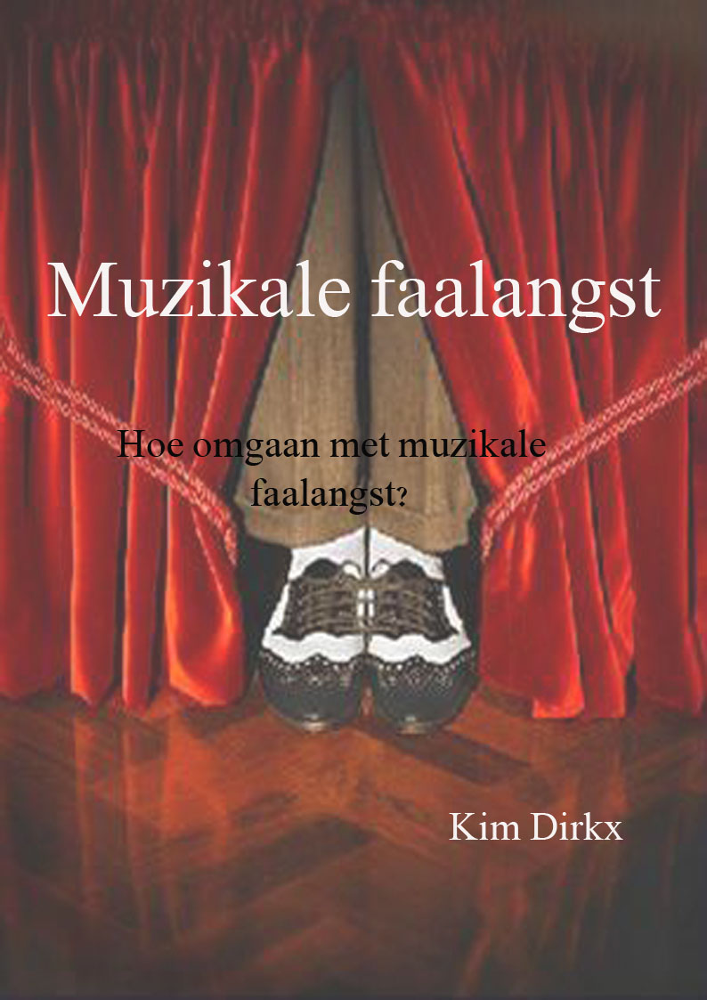 Muzikale faalangst
Hoe omgaan met muzikale
faalangst?
Kim Dirkx